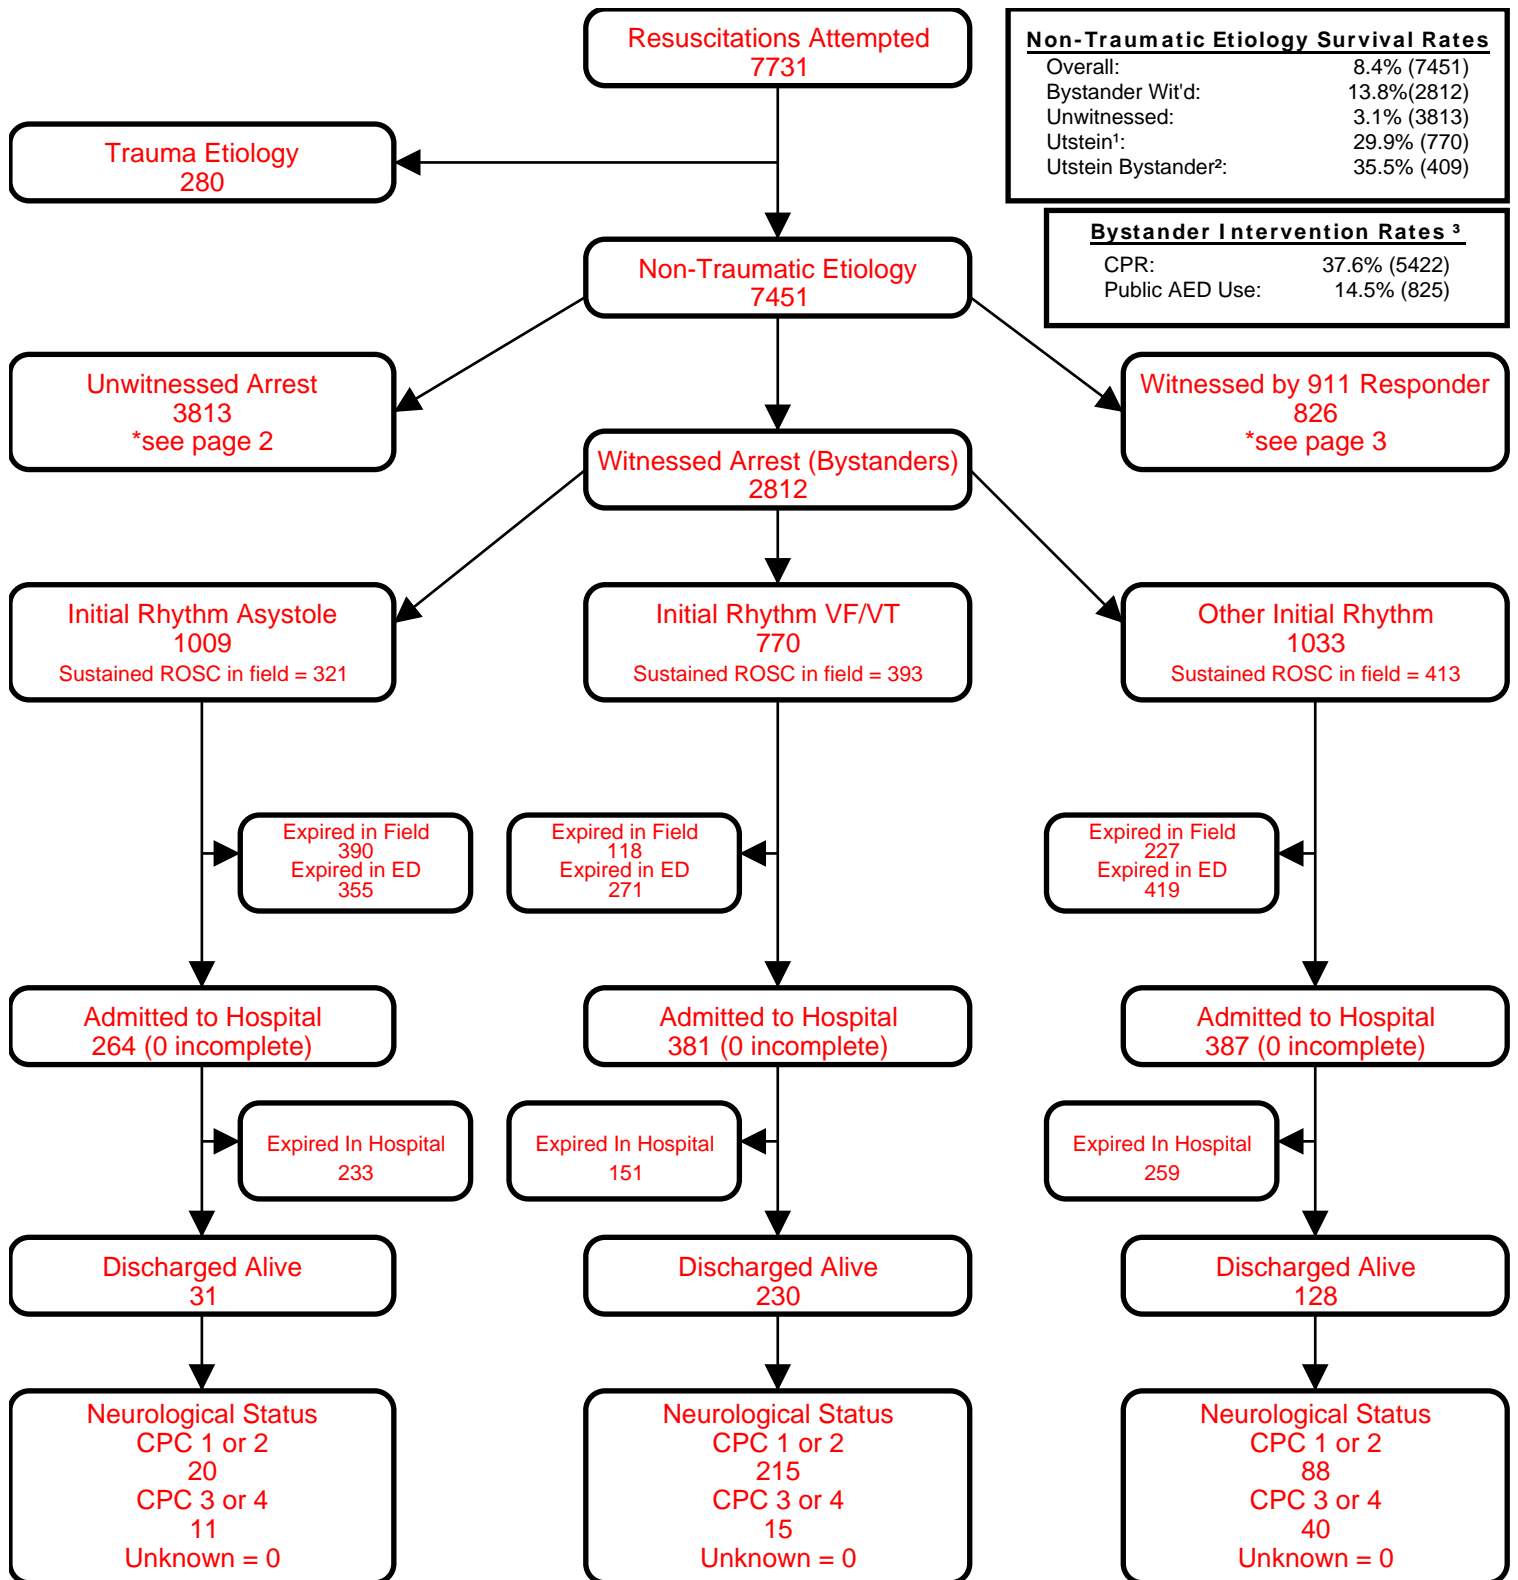 Resuscitations Attempted
7731
Non-Traumatic Etiology Survival Rates
Overall: 8.4% (7451)
Bystander Wit'd: 13.8%(2812)
Unwitnessed: 3.1% (3813)
Utstein¹: 29.9% (770)
Utstein Bystander²: 35.5% (409)
Trauma Etiology
280
Bystander Intervention Rates ³
CPR: 37.6% (5422)
Public AED Use: 14.5% (825)
Non-Traumatic Etiology
7451
Unwitnessed Arrest
3813
*see page 2
Witnessed by 911 Responder
826
*see page 3
Witnessed Arrest (Bystanders)
2812
Initial Rhythm Asystole
1009
Sustained ROSC in field = 321
Initial Rhythm VF/VT
770
Sustained ROSC in field = 393
Other Initial Rhythm
1033
Sustained ROSC in field = 413
Expired in Field
390
Expired in ED
355
Expired in Field
118
Expired in ED
271
Expired in Field
227
Expired in ED
419
Admitted to Hospital
264 (0 incomplete)
Admitted to Hospital
381 (0 incomplete)
Admitted to Hospital
387 (0 incomplete)
Expired In Hospital
233
Expired In Hospital
151
Expired In Hospital
259
Discharged Alive
31
Discharged Alive
230
Discharged Alive
128
Neurological Status
CPC 1 or 2
20
CPC 3 or 4
11
Unknown = 0
Neurological Status
CPC 1 or 2
215
CPC 3 or 4
15
Unknown = 0
Neurological Status
CPC 1 or 2
88
CPC 3 or 4
40
Unknown = 0